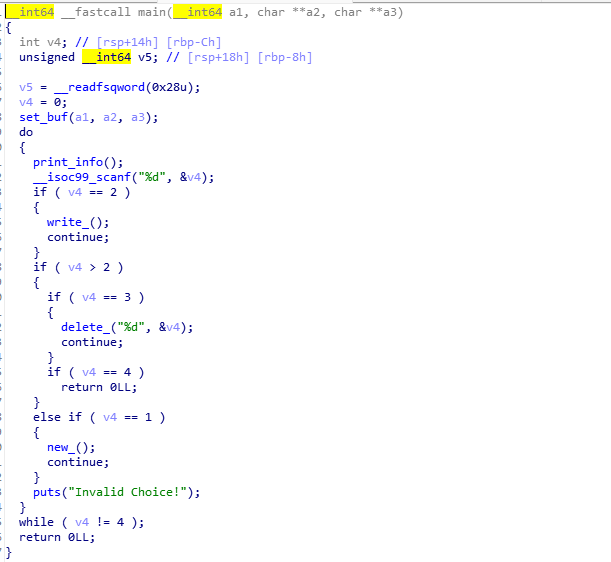 __int64 __fastcall main(__int64 a1, char **a2, char **a3)
{
  int v4; // [rsp+14h] [rbp-Ch]
  unsigned __int64 v5; // [rsp+18h] [rbp-8h]

  v5 = __readfsqword(0x28u);
  v4 = 0;
  set_buf(a1, a2, a3);
  do
  {
    print_info();
    __isoc99_scanf("%d", &v4);
    if ( v4 == 2 )
    {
      write_();
      continue;
    }
    if ( v4 > 2 )
    {
      if ( v4 == 3 )
      {
        delete_("%d", &v4);
        continue;
      }
      if ( v4 == 4 )
        return 0LL;
    }
    else if ( v4 == 1 )
    {
      new_();
      continue;
    }
    puts("Invalid Choice!");
  }
  while ( v4 != 4 );
  return 0LL;
}